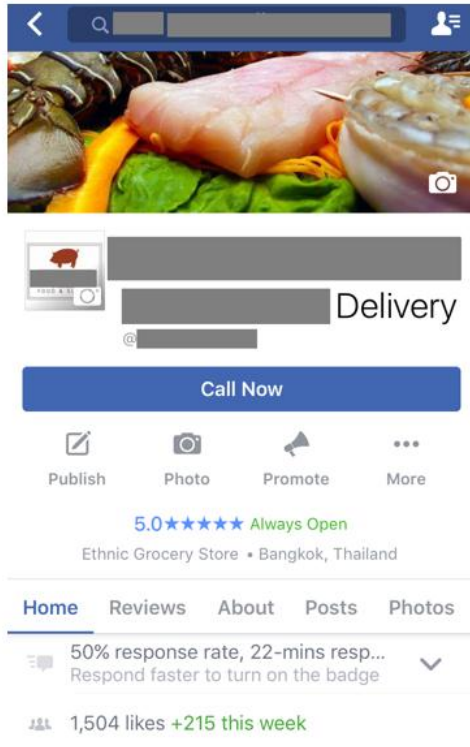 Delivery
@
Call Now
Publish Photo Promote More
5.0★★★★★ Always Open
Ethnic Grocery Store • Bangkok, Thailand
Home Reviews About Posts Photos
50% response rate, 22-mins resp...
Respond faster to turn on the badge
1,504 likes +215 this week